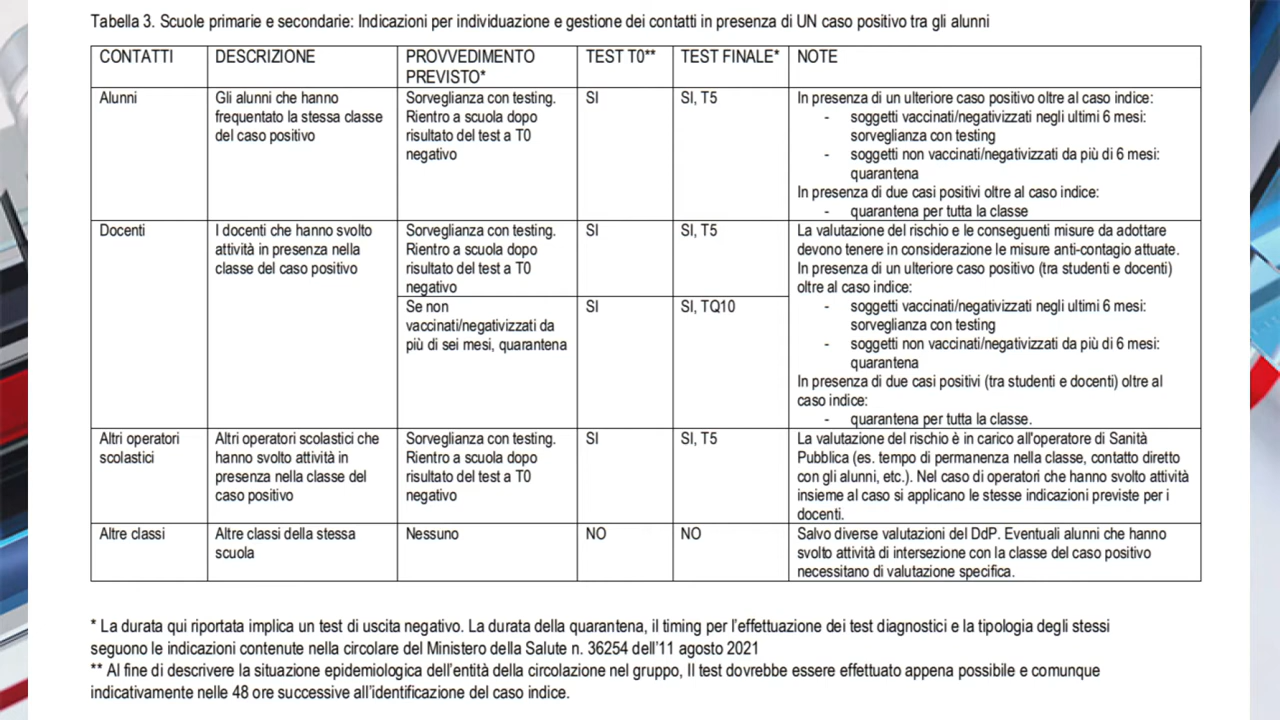 Tabella 3. Scuole primarie e secondarie: Indicazioni per individuazione e gestione dei contatti in presenza di UN caso positivo tra gli alunni
CONTATTI
DESCRIZIONE
PROVVEDIMENTO
PREVISTO*
TEST T0**
TEST FINALE*
NOTE
Alunni
Gli alunni che hanno
frequentato la stessa classe
del caso positivo
Sorveglianza con testing.
Rientro a scuola dopo
risultato del test a T0
negativo
SI
SI, T5
In presenza di un ulteriore caso positivo oltre al caso indice:
- soggetti vaccinati/negativizzati negli ultimi 6 mesi:
sorveglianza con testing
- soggetti non vaccinati/negativizzati da più di 6 mesi:
quarantena
In presenza di due casi positivi oltre al caso indice:
- quarantena per tutta la classe
Docenti
I docenti che hanno svolto
attività in presenza nella
classe del caso positivo
Sorveglianza con testing.
Rientro a scuola dopo
risultato del test a T0
negativo
SI
SI, T5
Se non
vaccinati/negativizzati da
più di sei mesi, quarantena
SI
SI, TQ10
La valutazione del rischio e le conseguenti misure da adottare
devono tenere in considerazione le misure anti-contagio attuate.
In presenza di un ulteriore caso positivo (tra studenti e docenti)
oltre al caso indice:
- soggetti vaccinati/negativizzati negli ultimi 6 mesi:
sorveglianza con testing
- soggetti non vaccinati/negativizzati da più di 6 mesi:
quarantena
In presenza di due casi positivi (tra studenti e docenti) oltre al
caso indice:
- quarantena per tutta la classe.
Altri operatori
scolastici
Altri operatori scolastici che
hanno svolto attività in
presenza nella classe del
caso positivo
Sorveglianza con testing.
Rientro a scuola dopo
risultato del test a T0
negativo
SI
SI, T5
La valutazione del rischio è in carico all'operatore di Sanità
Pubblica (es. tempo di permanenza nella classe, contatto diretto
con gli alunni, etc.). Nel caso di operatori che hanno svolto attività
insieme al caso si applicano le stesse indicazioni previste per i
docenti.
Altre classi
Altre classi della stessa
scuola
Nessuno
NO
NO
Salvo diverse valutazioni del DdP. Eventuali alunni che hanno
svolto attività di intersezione con la classe del caso positivo
necessitano di valutazione specifica.
* La durata qui riportata implica un test di uscita negativo. La durata della quarantena, il timing per l'effettuazione dei test diagnostici e la tipologia degli stessi
seguono le indicazioni contenute nella circolare del Ministero della Salute n. 36254 dell'11 agosto 2021
** Al fine di descrivere la situazione epidemiologica dell'entità della circolazione nel gruppo, Il test dovrebbe essere effettuato appena possibile e comunque
indicativamente nelle 48 ore successive all'identificazione del caso indice.